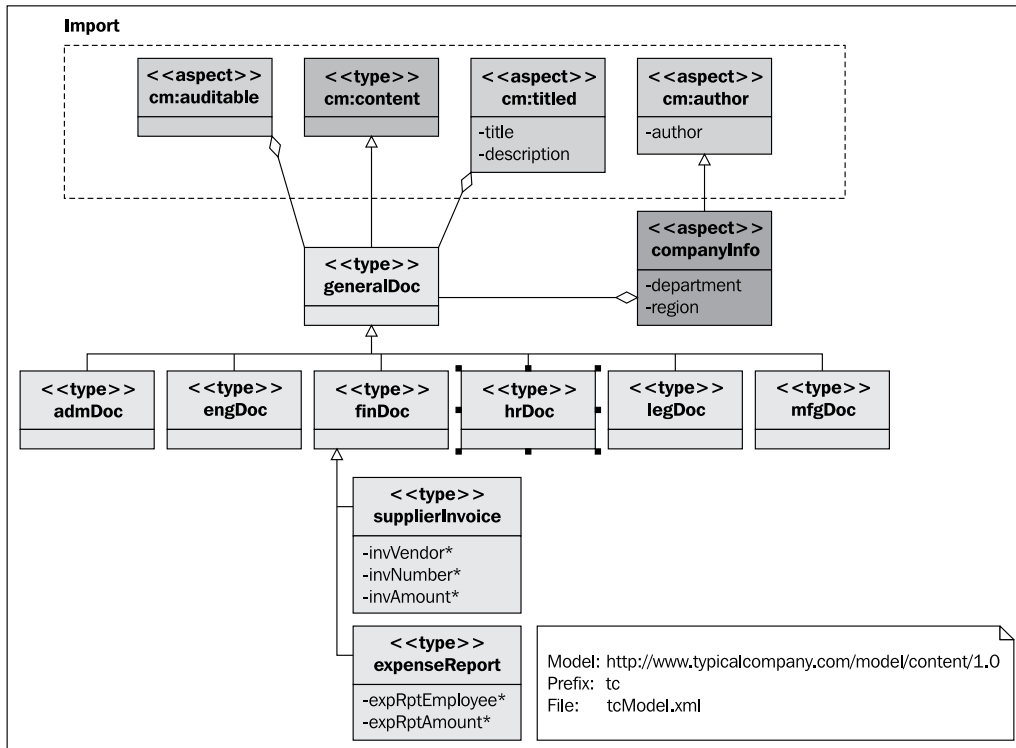 Import
<<aspect>>
cm:auditable
<<type>>
cm:content
<<aspect>>
cm:titled
-title
-description
<<aspect>>
cm:author
-author
<<aspect>>
companyInfo
-department
-region
<<type>>
generalDoc
<<type>>
admDoc
<<type>>
engDoc
<<type>>
finDoc
<<type>>
hrDoc
<<type>>
legDoc
<<type>>
mfgDoc
<<type>>
supplierInvoice
-invVendor*
-invNumber*
-invAmount*
<<type>>
expenseReport
-expRptEmployee*
-expRptAmount*
Model: http://www.typicalcompany.com/model/content/1.0
Prefix: tc
File: tcModel.xml